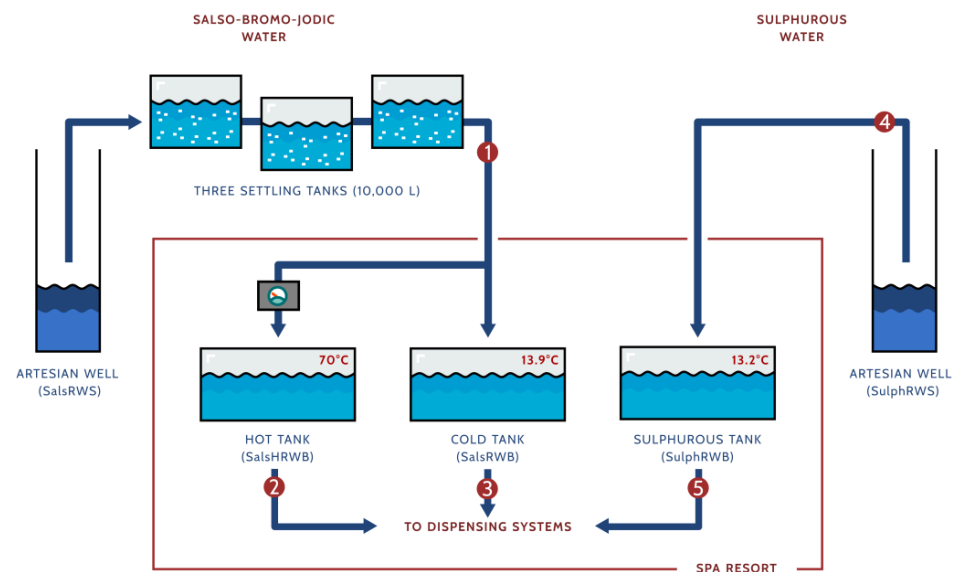 SALSO-BROMO-JODIC
WATER
SULPHUROUS
WATER
4
1
THREE SETTLING TANKS (10,000 L)
70°C
13.9°C
13.2°C
ARTESIAN WELL
(SalsRWS)
ARTESIAN WELL
(SulphRWS)
HOT TANK
(SalsHRWB)
COLD TANK
(SalsRWB)
SULPHUROUS TANK
(SulphRWB)
2
3
5
TO DISPENSING SYSTEMS
SPA RESORT